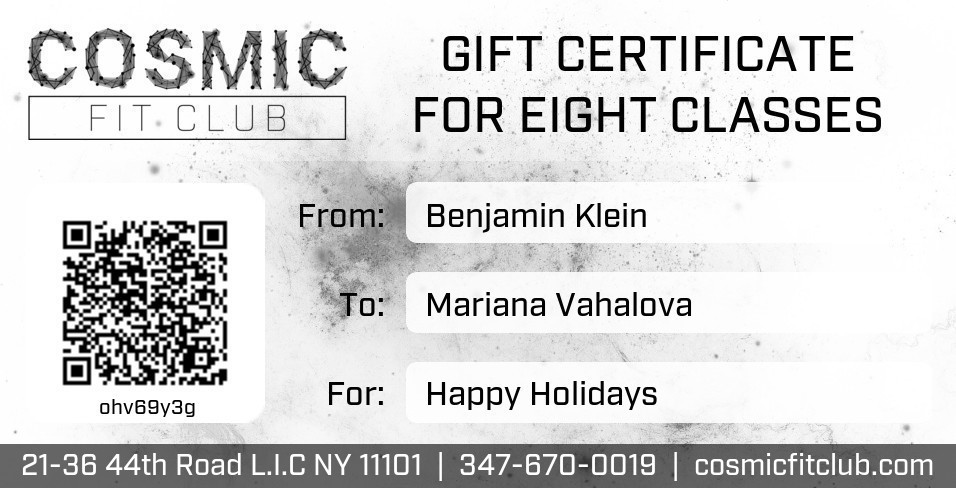 COSMIC
FIT CLUB
GIFT CERTIFICATE
FOR EIGHT CLASSES
From: Benjamin Klein
To: Mariana Vahalova
For: Happy Holidays
ohv69y3g
21-36 44th Road L.I.C NY 11101 | 347-670-0019 | cosmicfitclub.com